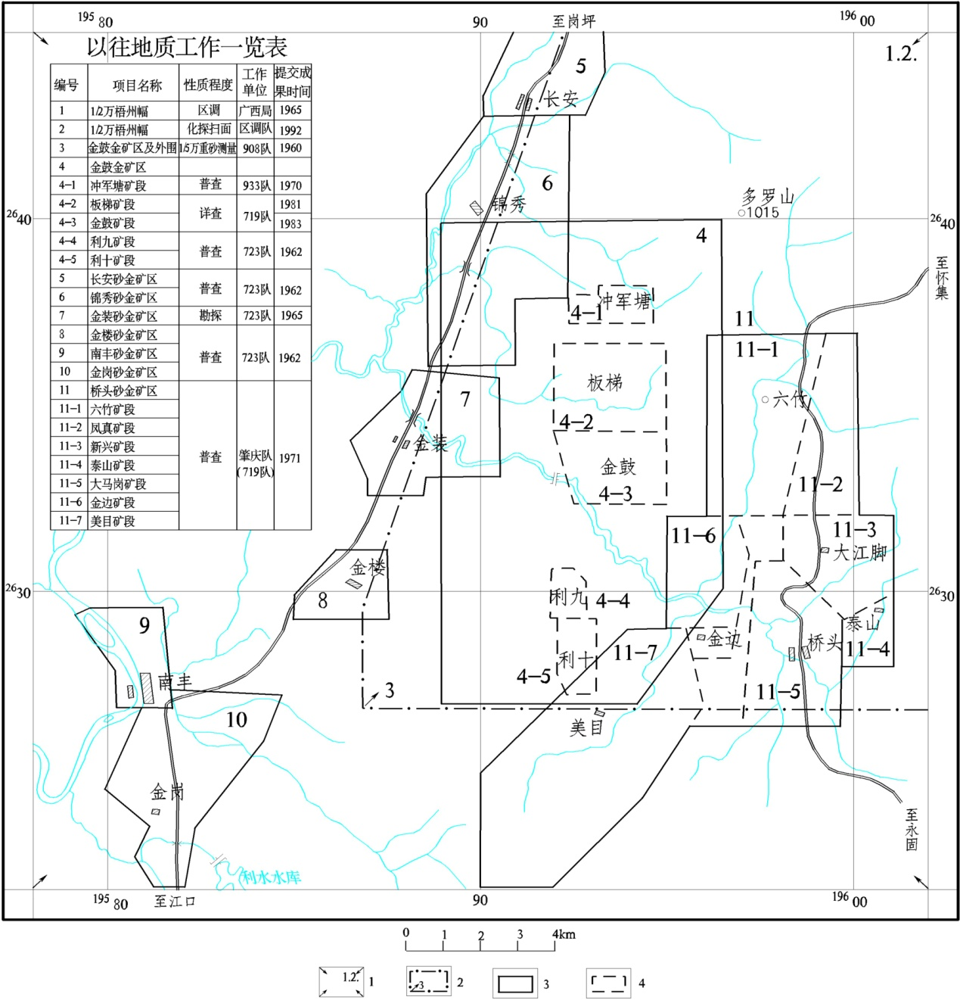 195 80
90
至岗坪
196 00
1.2.
以往地质工作一览表
编号 项目名称 性质程度 工作单位 提交成果时间
1 1/2万梧州幅 区调 广西局 1965
2 1/2万梧州幅 化探扫面 区调队 1992
3 金鼓金矿区及外围 1/5万重砂测量 908队 1960
4 金鼓金矿区
4-1 冲军塘矿段 普查 933队 1970
4-2 板梯矿段 详查 719队 1981
4-3 金鼓矿段 1983
4-4 利九矿段 普查 723队 1962
4-5 利十矿段
5 长安砂金矿区 普查 723队 1962
6 锦秀砂金矿区
7 金装砂金矿区 勘探 723队 1965
8 金楼砂金矿区
9 南丰砂金矿区 普查 723队 1962
10 金岗砂金矿区
11 桥头砂金矿区
11-1 六竹矿段
11-2 凤真矿段
11-3 新兴矿段
11-4 泰山矿段 普查 肇庆队(719队) 1971
11-5 大马岗矿段
11-6 金边矿段
11-7 美目矿段
5
长安
6
锦秀
多罗山
1015
2640
2640
4
至怀集
冲军塘
4-1
11
11-1
板梯
7
六竹
4-2
金装
金鼓
4-3
11-2
11-6
11-3
大江脚
金楼
8
2630
2630
利九
4-4
9
泰山
金边
桥头
11-4
11-7
利十
4-5
南丰
3
11-5
10
美目
金岗
至永固
利水水库
195 80
至江口
90
196 00
0 1 2 3 4km
1.2. 1
3 2
3
4